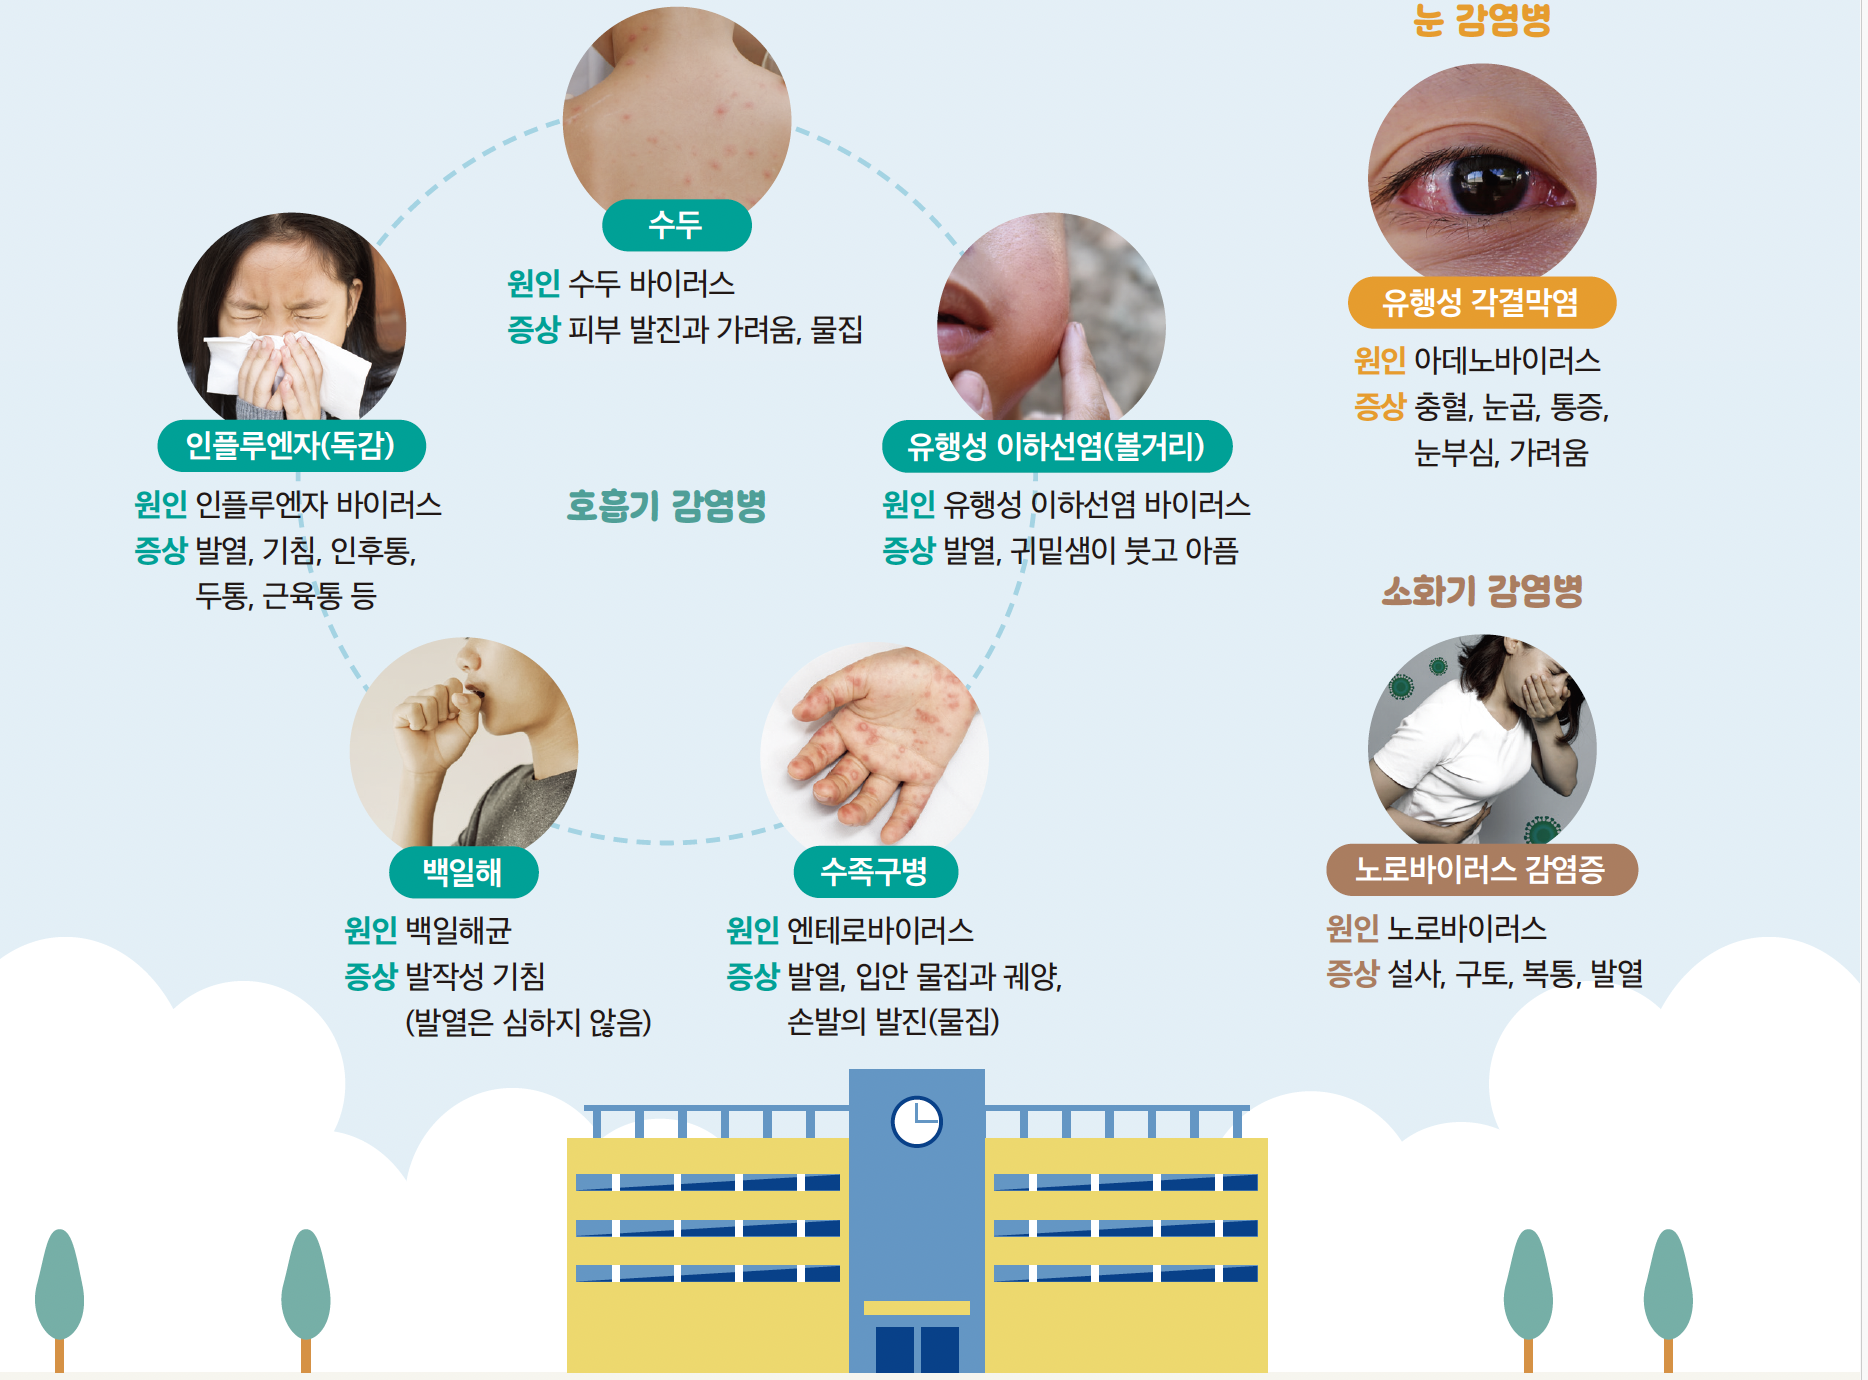 수두
원인 수두 바이러스
증상 피부 발진과 가려움, 물집
인플루엔자(독감)
원인 인플루엔자 바이러스
증상 발열, 기침, 인후통,
두통, 근육통 등
호흡기 감염병
유행성 이하선염(볼거리)
원인 유행성 이하선염 바이러스
증상 발열, 귀밑샘이 붓고 아픔
백일해
원인 백일해균
증상 발작성 기침
(발열은 심하지 않음)
수족구병
원인 엔테로바이러스
증상 발열, 입안 물집과 궤양,
손발의 발진(물집)
눈 감염병
유행성 각결막염
원인 아데노바이러스
증상 충혈, 눈곱, 통증,
눈부심, 가려움
소화기 감염병
노로바이러스 감염증
원인 노로바이러스
증상 설사, 구토, 복통, 발열